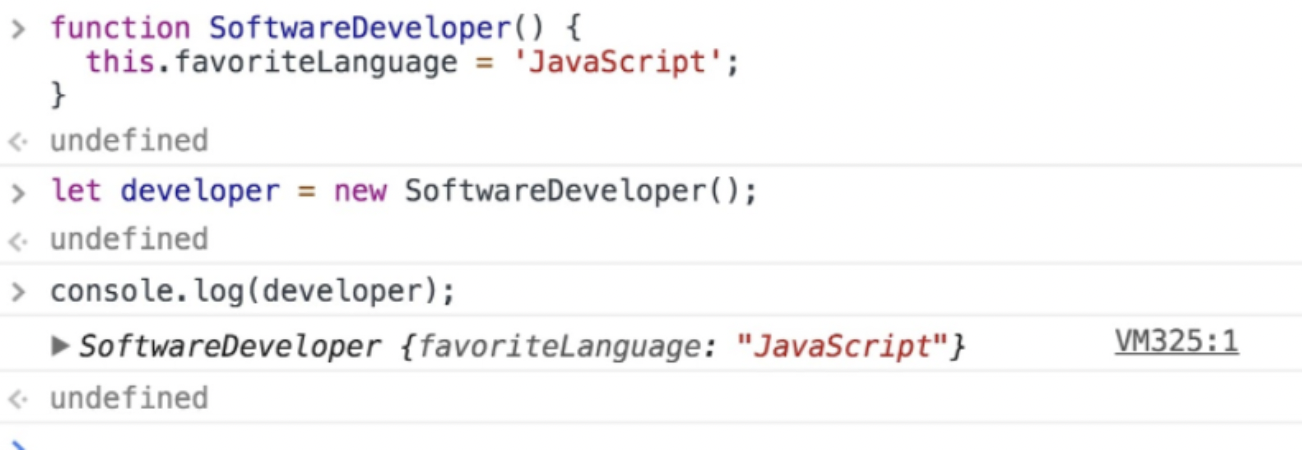 > function SoftwareDeveloper() {
this.favoriteLanguage = 'JavaScript';
}
<· undefined
> let developer = new SoftwareDeveloper();
<· undefined
> console.log(developer);
▶ SoftwareDeveloper {favoriteLanguage: "JavaScript"} VM325:1
<· undefined
>